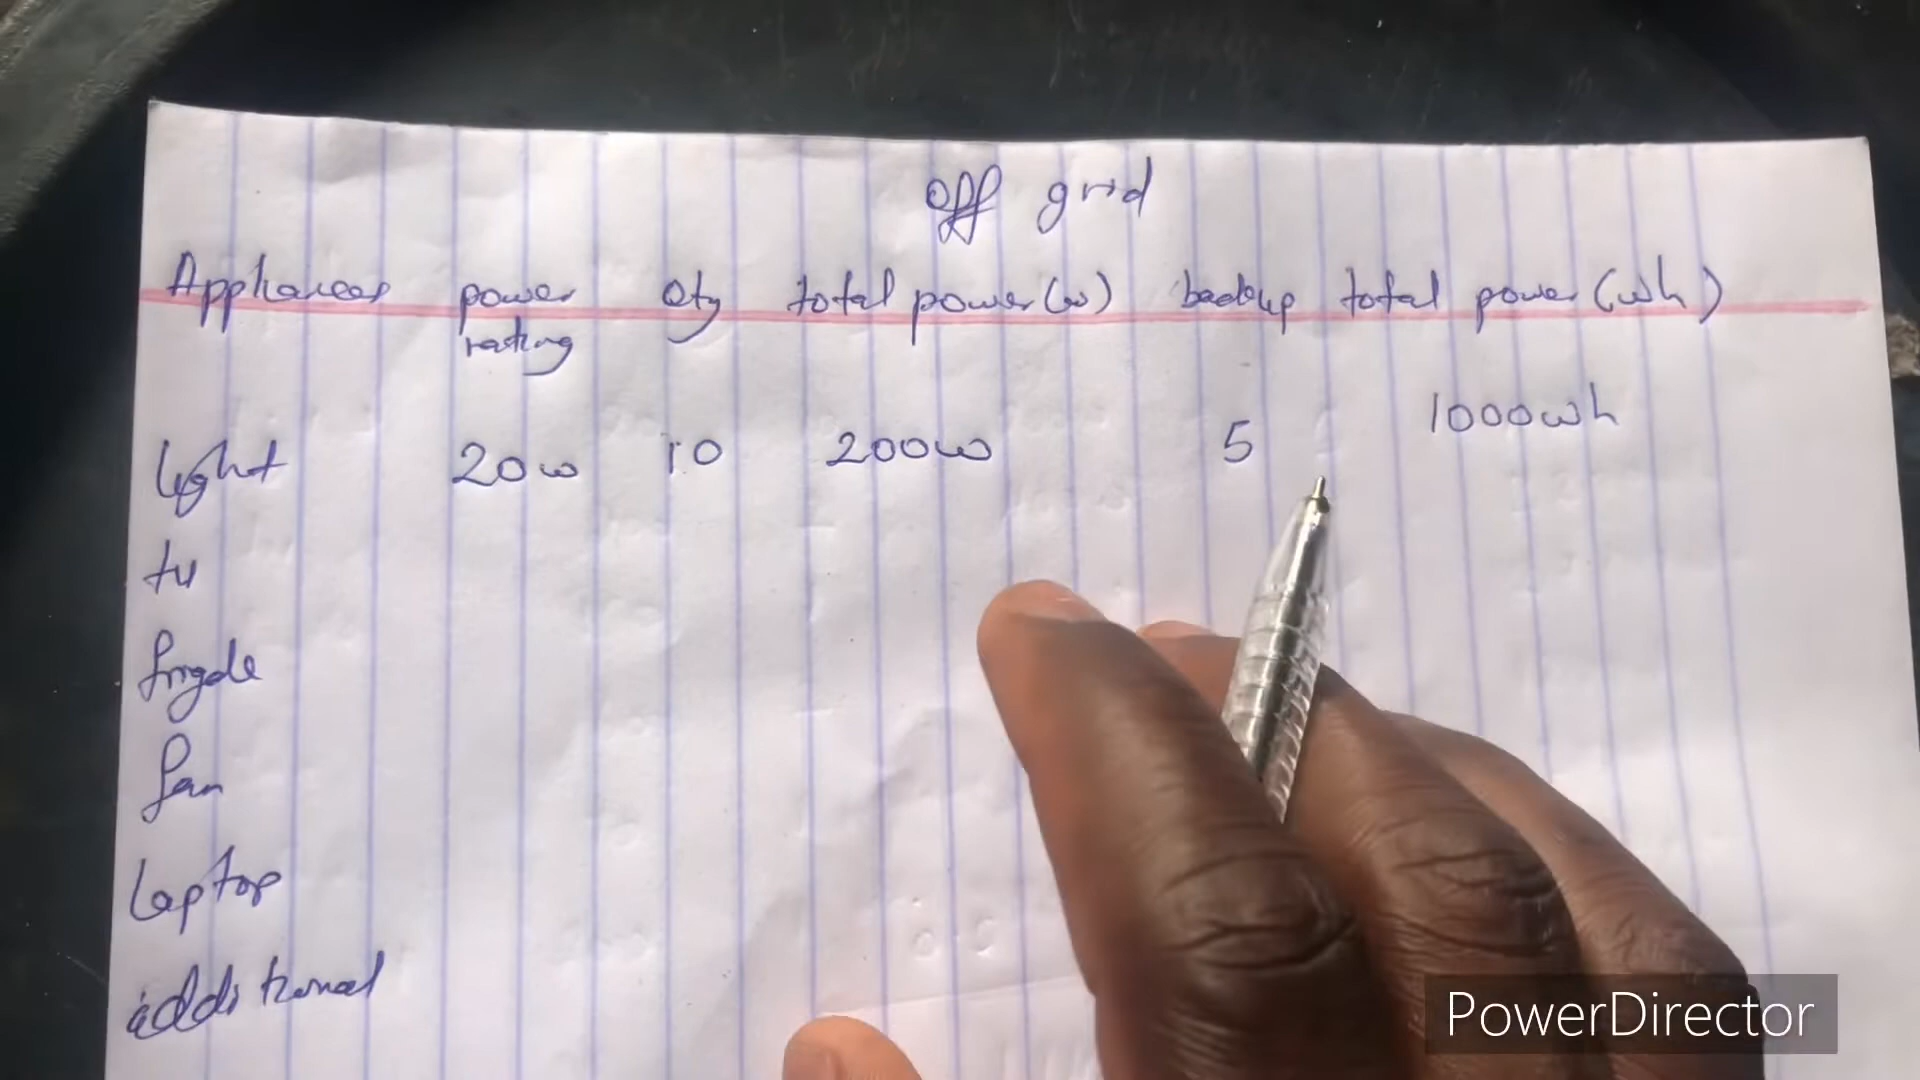 Off grid
Appliances power rating Qty total power (w) backup total power (wh)
light 20w 10 200w 5 1000wh
tv
frigde
fan
laptop
additional
PowerDirector